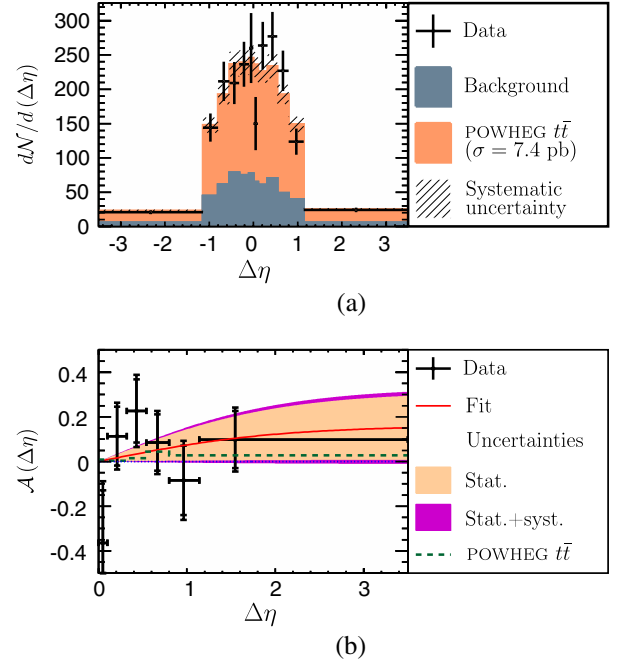 300
250
200
150
100
50
0
dN/d(Δη)
-3 -2 -1 0 1 2 3
Δη
Data
Background
POWHEG tt̄
(σ = 7.4 pb)
Systematic
uncertainty
(a)
0.4
0.2
0
-0.2
-0.4
A(Δη)
0 1 2 3
Δη
Data
Fit
Uncertainties
Stat.
Stat.+syst.
POWHEG tt̄
(b)